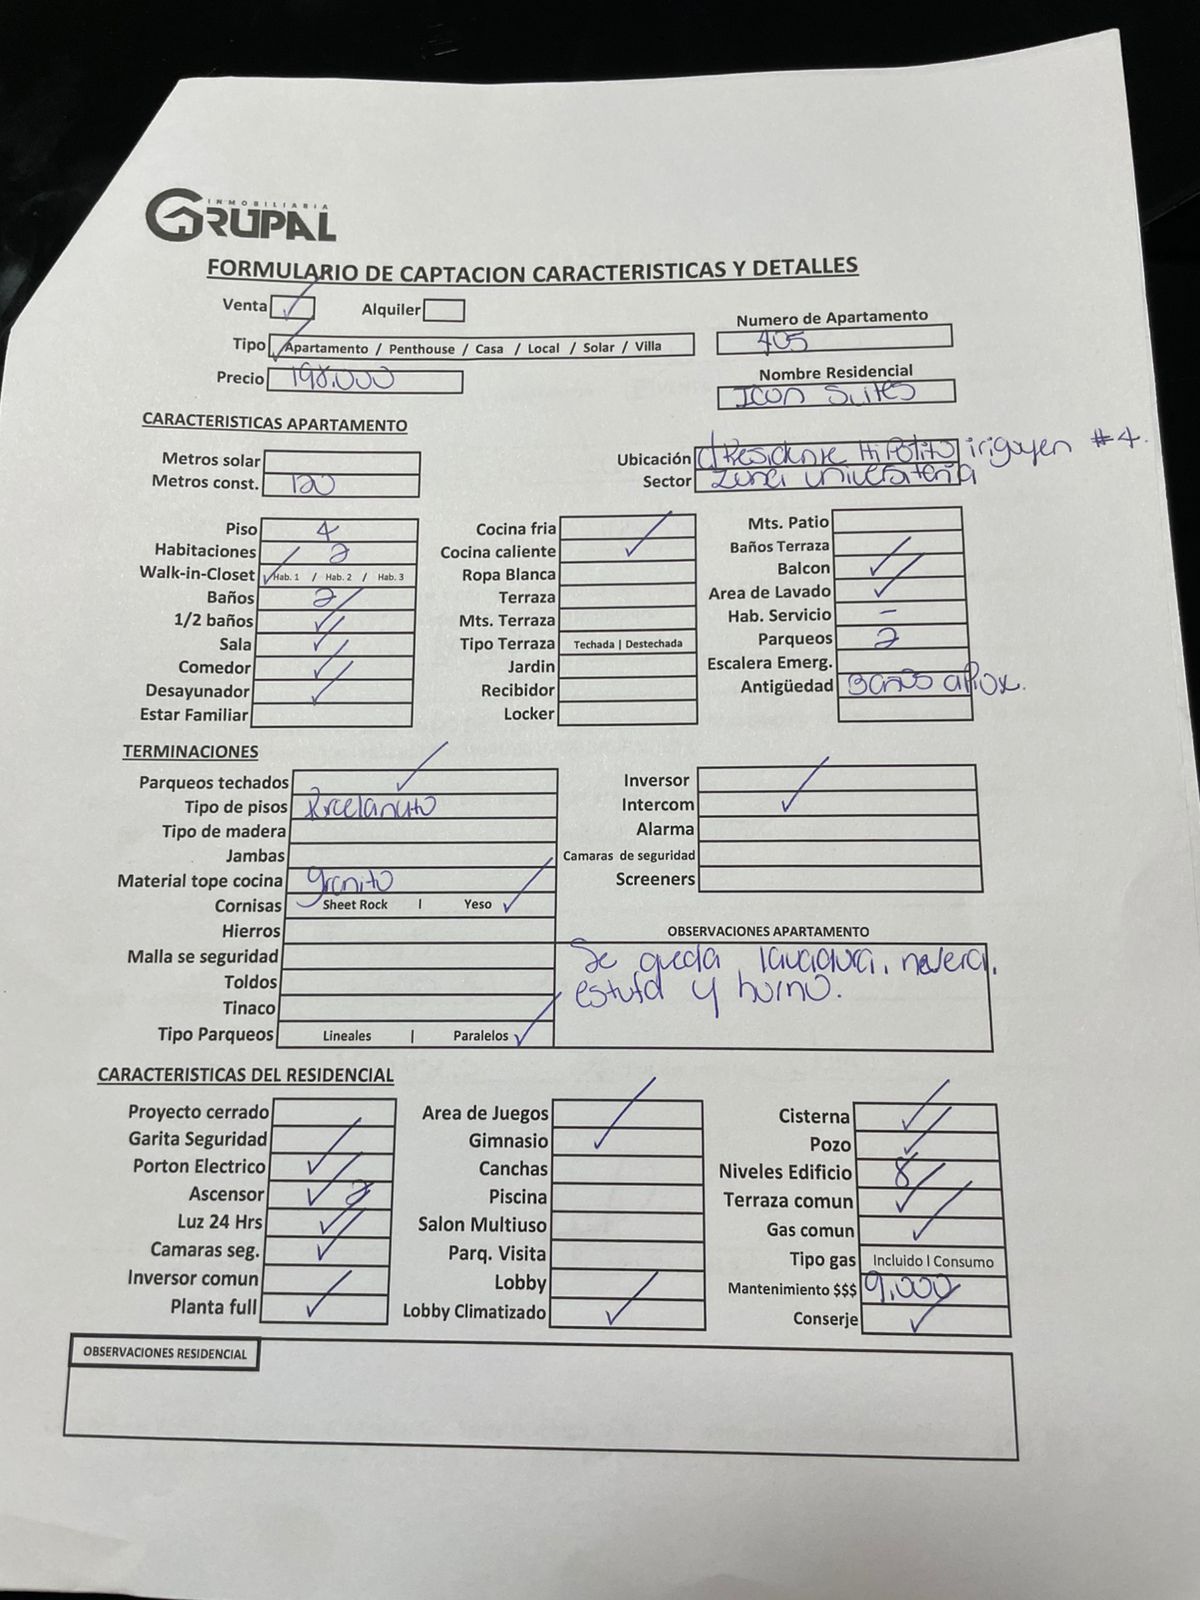 INMOBILIARIA
GRUPAL
FORMULARIO DE CAPTACION CARACTERISTICAS Y DETALLES
Venta ✓ Alquiler
Numero de Apartamento
405
Tipo ✓ Apartamento / Penthouse / Casa / Local / Solar / Villa
Precio 198.000
Nombre Residencial
Icon Suites
CARACTERISTICAS APARTAMENTO
Metros solar
Metros const. 120
Ubicación Hipolito irigoyen #4.
Sector Zona universitaria
Piso 4
Habitaciones 2
Walk-in-Closet ✓ Hab. 1 / Hab. 2 / Hab. 3
Baños 2
1/2 baños ✓
Sala ✓
Comedor ✓
Desayunador ✓
Estar Familiar
Cocina fria
Cocina caliente ✓
Ropa Blanca
Terraza
Mts. Terraza
Tipo Terraza Techada | Destechada
Jardin
Recibidor
Locker
Mts. Patio
Baños Terraza
Balcon ✓
Area de Lavado ✓
Hab. Servicio -
Parqueos 2
Escalera Emerg.
Antigüedad años aprox.
TERMINACIONES
Parqueos techados ✓
Tipo de pisos Porcelanato
Tipo de madera
Jambas
Material tope cocina granito
Cornisas Sheet Rock | Yeso ✓
Hierros
Malla se seguridad
Toldos
Tinaco
Tipo Parqueos Lineales | Paralelos ✓
Inversor
Intercom ✓
Alarma
Camaras de seguridad
Screeners
OBSERVACIONES APARTAMENTO
Se queda lavadora, nevera,
estufa y horno.
CARACTERISTICAS DEL RESIDENCIAL
Proyecto cerrado
Garita Seguridad
Porton Electrico ✓
Ascensor ✓ 2
Luz 24 Hrs ✓
Camaras seg. ✓
Inversor comun
Planta full ✓
Area de Juegos
Gimnasio ✓
Canchas
Piscina
Salon Multiuso
Parq. Visita
Lobby
Lobby Climatizado ✓
Cisterna ✓
Pozo ✓
Niveles Edificio 8
Terraza comun ✓
Gas comun ✓
Tipo gas Incluido | Consumo
Mantenimiento $$$ 9,000
Conserje ✓
OBSERVACIONES RESIDENCIAL